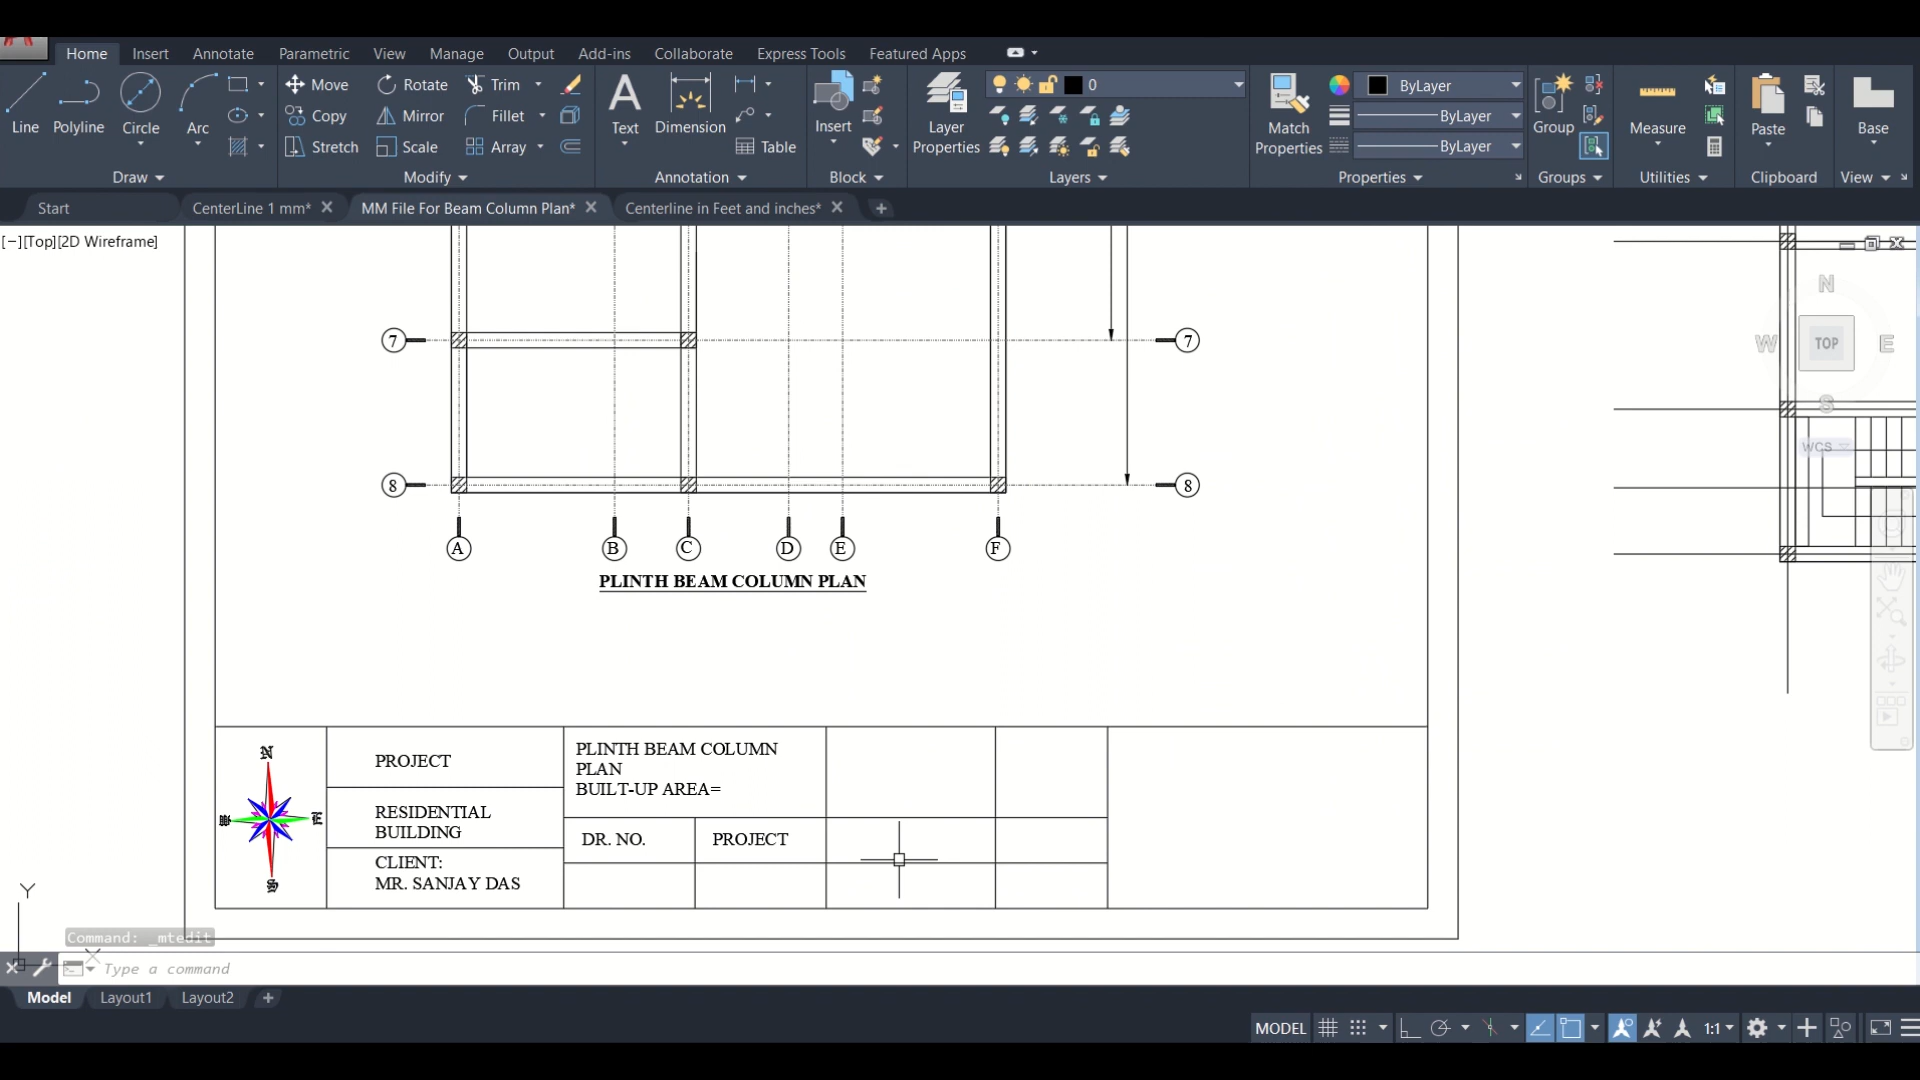 Home Insert Annotate Parametric View Manage Output Add-ins Collaborate Express Tools Featured Apps
Line Polyline Circle Arc
Move Rotate Trim
Copy Mirror Fillet
Stretch Scale Array
Text Dimension Table
Insert
Layer Properties
0
Match Properties
ByLayer
ByLayer
ByLayer
Group
Measure
Paste
Base
Draw Modify Annotation Block Layers Properties Groups Utilities Clipboard View
Start CenterLine 1 mm* MM File For Beam Column Plan* Centerline in Feet and inches*
[−][Top][2D Wireframe]
N
W TOP E
S
WCS
7 7
8 8
A B C D E F
PLINTH BEAM COLUMN PLAN
N
E
S
PROJECT
RESIDENTIAL
BUILDING
CLIENT:
MR. SANJAY DAS
PLINTH BEAM COLUMN
PLAN
BUILT-UP AREA=
DR. NO. PROJECT
Y
Command: _mtedit
Type a command
Model Layout1 Layout2
MODEL 1:1